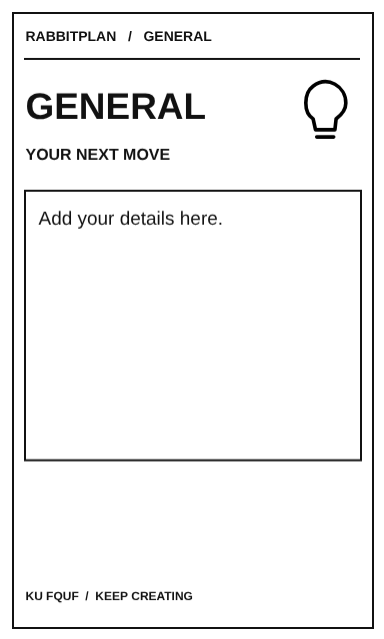 RABBITPLAN / GENERAL
GENERAL
YOUR NEXT MOVE
Add your details here.
KU FQUF / KEEP CREATING